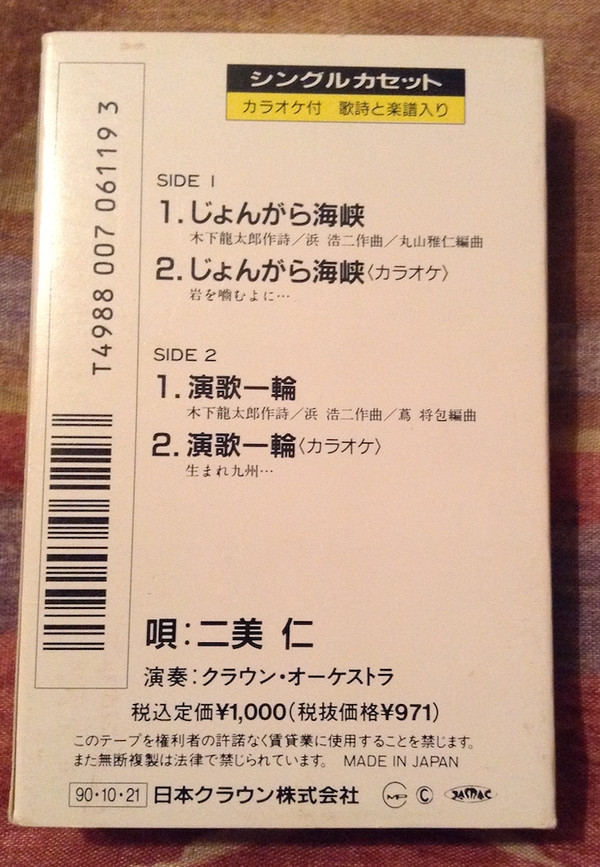 シングルカセット
カラオケ付 歌詩と楽譜入り
T4988 007 061193
SIDE 1
1.じょんがら海峡
木下龍太郎作詩／浜 浩二作曲／丸山雅仁編曲
2.じょんがら海峡〈カラオケ〉
岩を噛むよに…
SIDE 2
1.演歌一輪
木下龍太郎作詩／浜 浩二作曲／蔦 将包編曲
2.演歌一輪〈カラオケ〉
生まれ九州…
唄:二美 仁
演奏:クラウン・オーケストラ
税込定価¥1,000(税抜価格¥971)
このテープを権利者の許諾なく賃貸業に使用することを禁じます。
また無断複製は法律で禁じられています。 MADE IN JAPAN
90・10・21 日本クラウン株式会社 MP © JASRAC